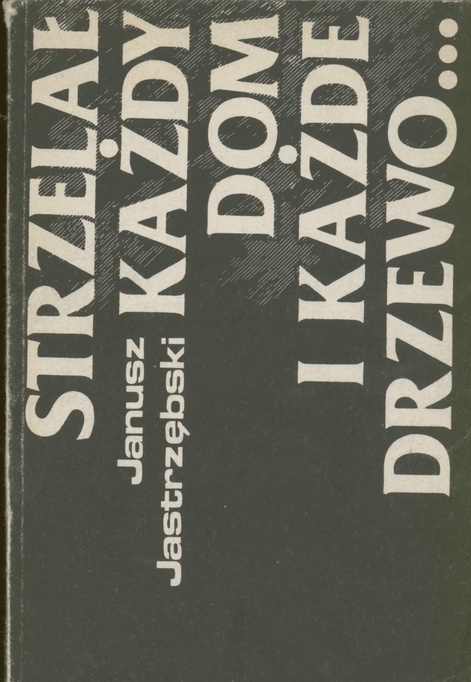 STRZELAŁ
KAŻDY
DOM
I KAŻDE
DRZEWO...
Janusz
Jastrzębski